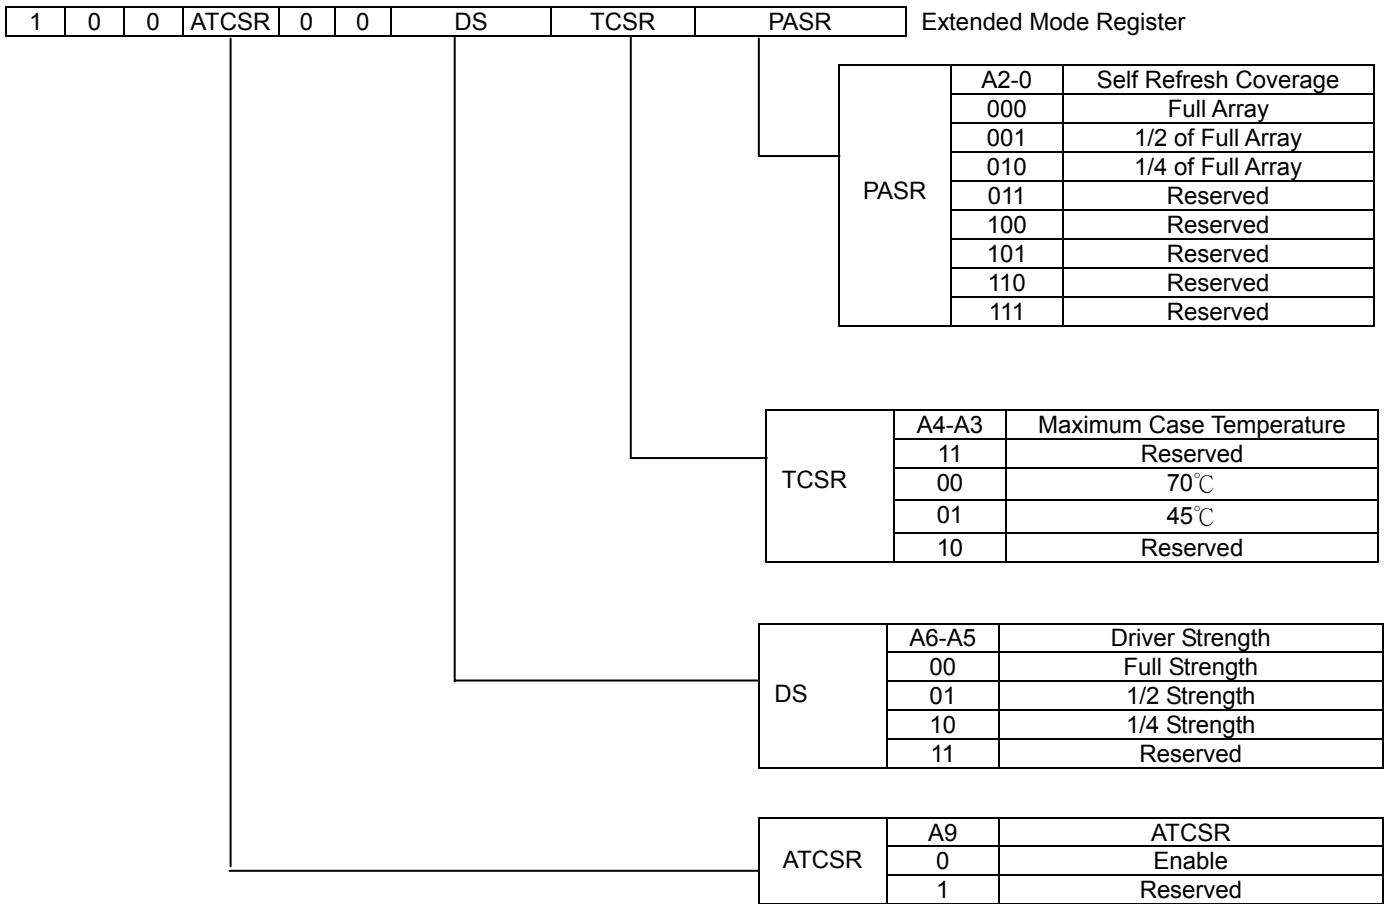 1 0 0 ATCSR 0 0 DS TCSR PASR Extended Mode Register
PASR
A2-0 Self Refresh Coverage
000 Full Array
001 1/2 of Full Array
010 1/4 of Full Array
011 Reserved
100 Reserved
101 Reserved
110 Reserved
111 Reserved
TCSR
A4-A3 Maximum Case Temperature
11 Reserved
00 70℃
01 45℃
10 Reserved
DS
A6-A5 Driver Strength
00 Full Strength
01 1/2 Strength
10 1/4 Strength
11 Reserved
ATCSR
A9 ATCSR
0 Enable
1 Reserved